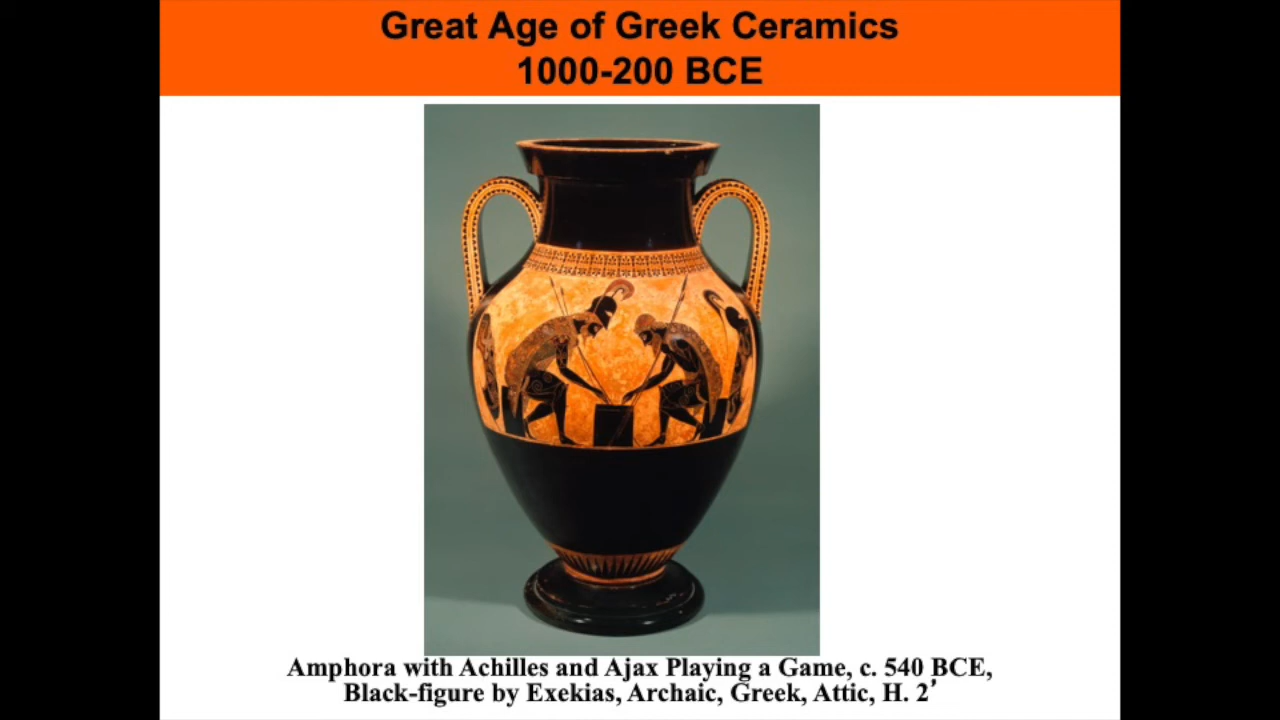 Great Age of Greek Ceramics
1000-200 BCE
Amphora with Achilles and Ajax Playing a Game, c. 540 BCE,
Black-figure by Exekias, Archaic, Greek, Attic, H. 2’